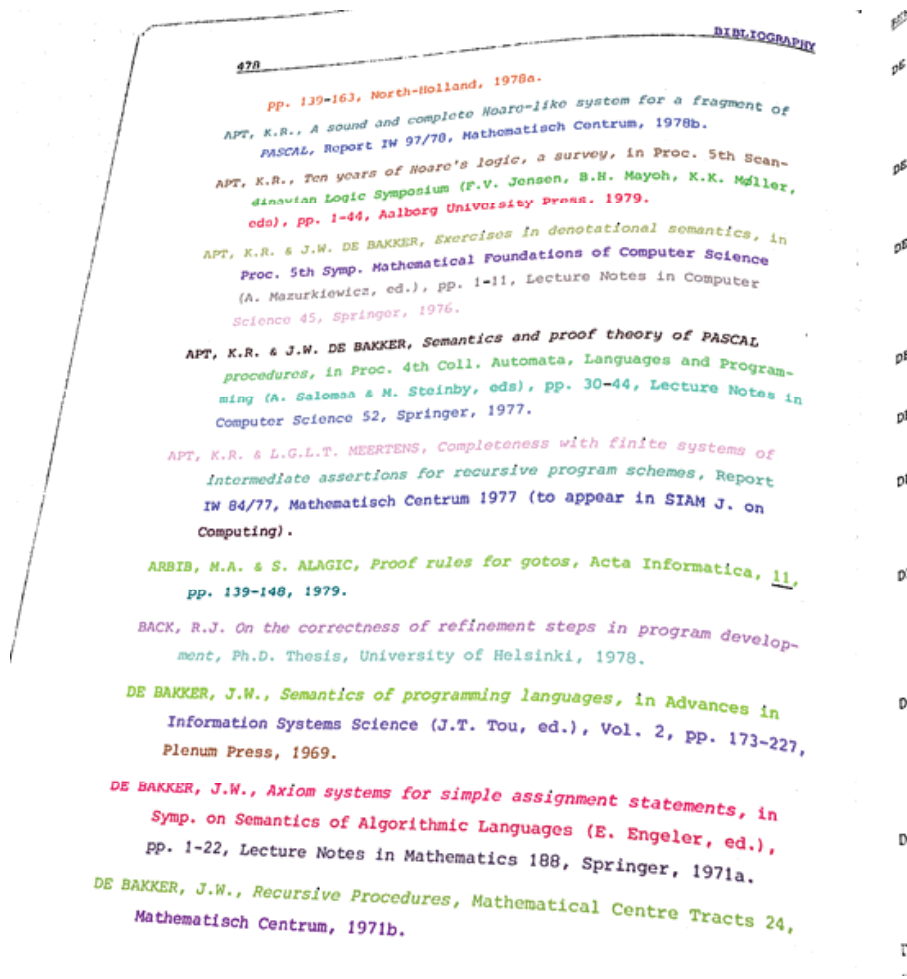 BIBLIOGRAPHY
478
pp. 139-163, North-Holland, 1978a.
APT, K.R., A sound and complete Hoare-like system for a fragment of
PASCAL, Report IW 97/78, Mathematisch Centrum, 1978b.
APT, K.R., Ten years of Hoare's logic, a survey, in Proc. 5th Scan-
dinavian Logic Symposium (F.V. Jensen, B.H. Mayoh, K.K. Møller,
eds), pp. 1-44, Aalborg University Press. 1979.
APT, K.R. & J.W. DE BAKKER, Exercises in denotational semantics, in
Proc. 5th Symp. Mathematical Foundations of Computer Science
(A. Mazurkiewicz, ed.), pp. 1-11, Lecture Notes in Computer
Science 45, Springer, 1976.
APT, K.R. & J.W. DE BAKKER, Semantics and proof theory of PASCAL
procedures, in Proc. 4th Coll. Automata, Languages and Program-
ming (A. Salomaa & M. Steinby, eds), pp. 30-44, Lecture Notes in
Computer Science 52, Springer, 1977.
APT, K.R. & L.G.L.T. MEERTENS, Completeness with finite systems of
intermediate assertions for recursive program schemes, Report
IW 84/77, Mathematisch Centrum 1977 (to appear in SIAM J. on
Computing).
ARBIB, M.A. & S. ALAGIC, Proof rules for gotos, Acta Informatica, 11,
pp. 139-148, 1979.
BACK, R.J. On the correctness of refinement steps in program develop-
ment, Ph.D. Thesis, University of Helsinki, 1978.
DE BAKKER, J.W., Semantics of programming languages, in Advances in
Information Systems Science (J.T. Tou, ed.), Vol. 2, pp. 173-227,
Plenum Press, 1969.
DE BAKKER, J.W., Axiom systems for simple assignment statements, in
Symp. on Semantics of Algorithmic Languages (E. Engeler, ed.),
pp. 1-22, Lecture Notes in Mathematics 188, Springer, 1971a.
DE BAKKER, J.W., Recursive Procedures, Mathematical Centre Tracts 24,
Mathematisch Centrum, 1971b.